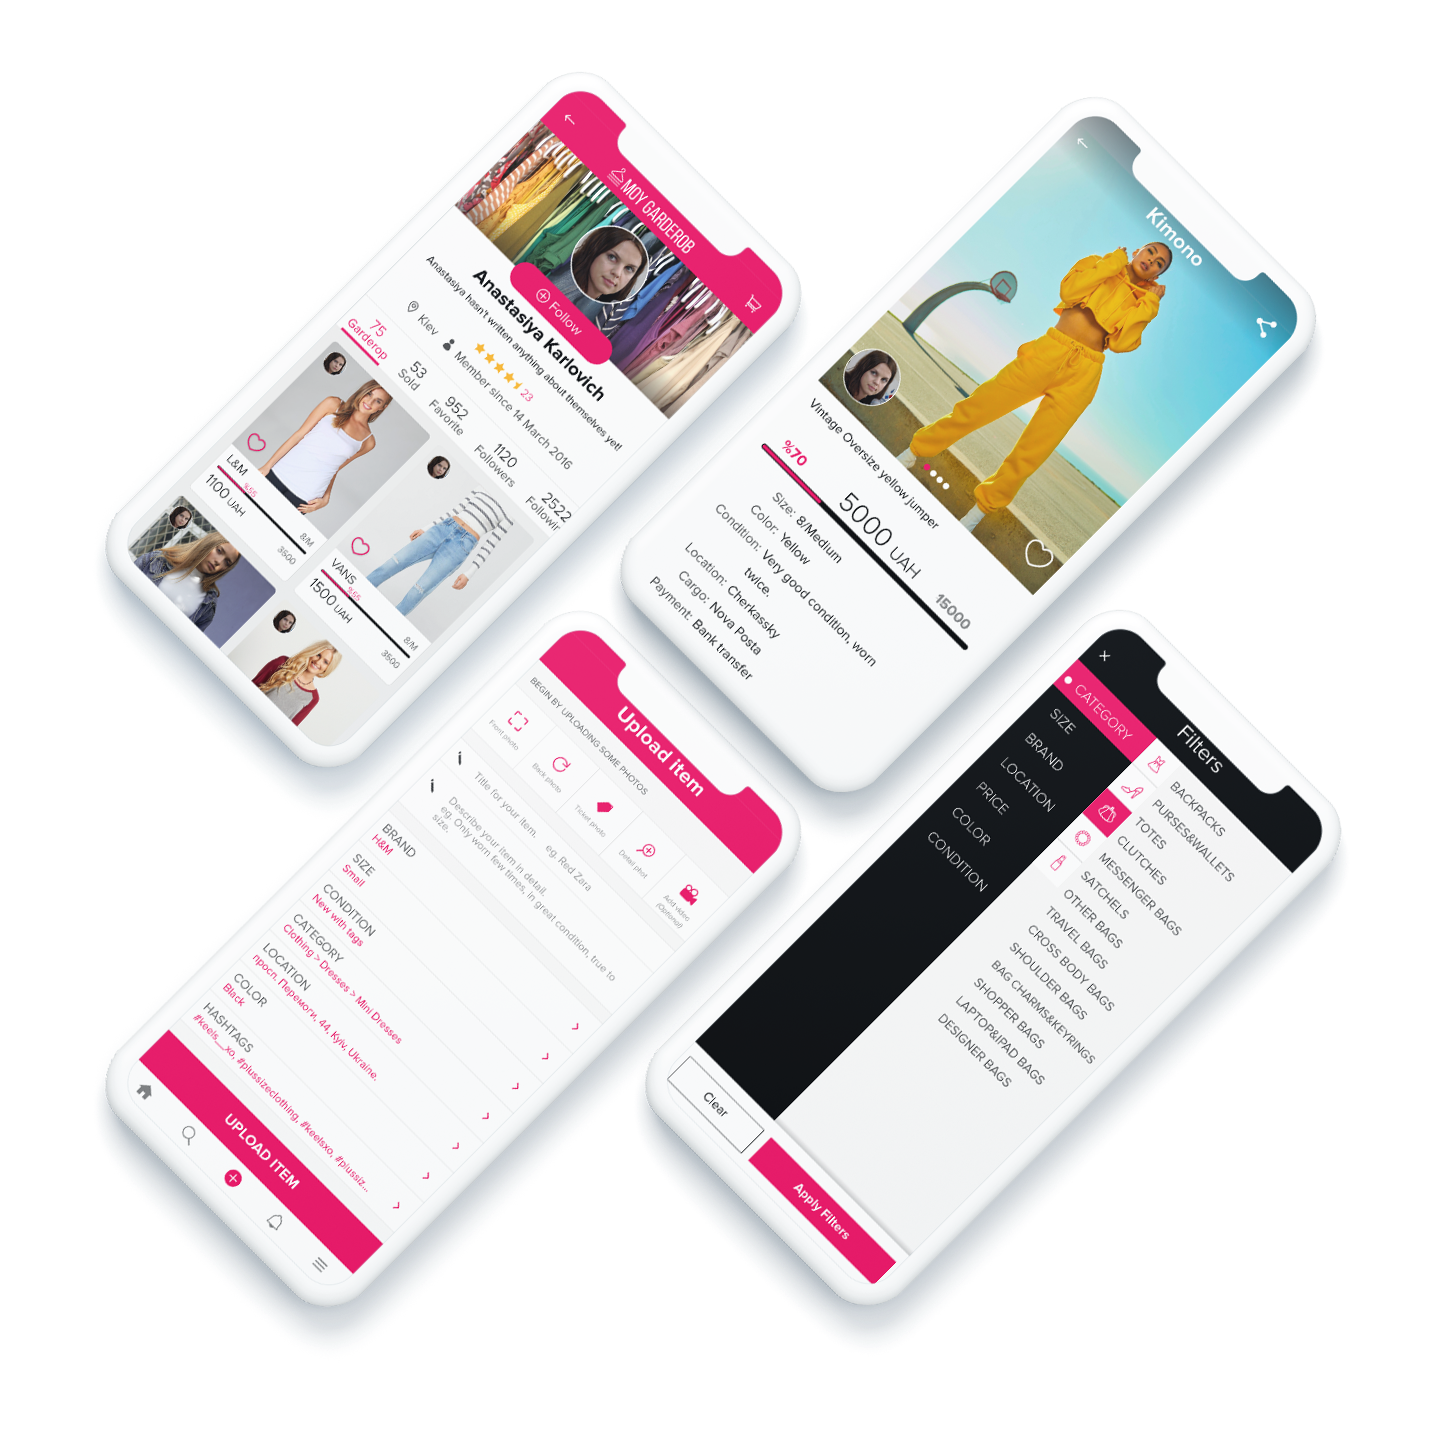 MOY GARDEROB
Follow
Anastasiya Karlovich
Anastasiya hasn't written anything about themselves yet!
23
Kiev
Member since 14 March 2016
75
Garderop
53
Sold
952
Favorite
1120
Followers
2522
Followin
L&M
%55
1100 UAH
8/M
3500
VANS
%55
1500 UAH
8/M
3500
Kimono
Vintage Oversize yellow jumper
%70
5000 UAH
15000
Size: 8/Medium
Color: Yellow
Condition: Very good condition, worn
twice.
Location: Cherkassky
Cargo: Nova Posta
Payment: Bank transfer
Upload item
BEGIN BY UPLOADING SOME PHOTOS
Front photo
Back photo
Ticket photo
Detail phot
Add video
(Optional)
Title for your item. eg. Red Zara
Describe your item in detail.
eg. Only worn few times, in great condition, true to
size.
BRAND
H&M
SIZE
Small
CONDITION
New with tags
CATEGORY
Clothing > Dresses > Mini Dresses
LOCATION
просп. Перемоги, 44, Kyiv, Ukraine,
COLOR
Black
HASHTAGS
#keels__xo, #plussizeclothing, #keelsxo, #plussiz...
UPLOAD ITEM
Filters
CATEGORY
SIZE
BRAND
LOCATION
PRICE
COLOR
CONDITION
BACKPACKS
PURSES&WALLETS
TOTES
CLUTCHES
MESSENGER BAGS
SATCHELS
OTHER BAGS
TRAVEL BAGS
CROSS BODY BAGS
SHOULDER BAGS
BAG CHARMS&KEYRINGS
SHOPPER BAGS
LAPTOP&IPAD BAGS
DESIGNER BAGS
Clear
Apply Filters